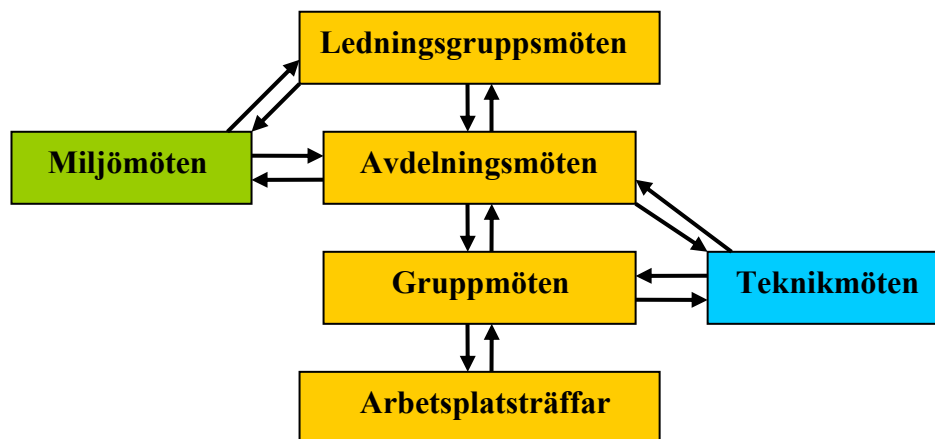 Ledningsgruppsmöten
Miljömöten
Avdelningsmöten
Gruppmöten
Teknikmöten
Arbetsplatsträffar